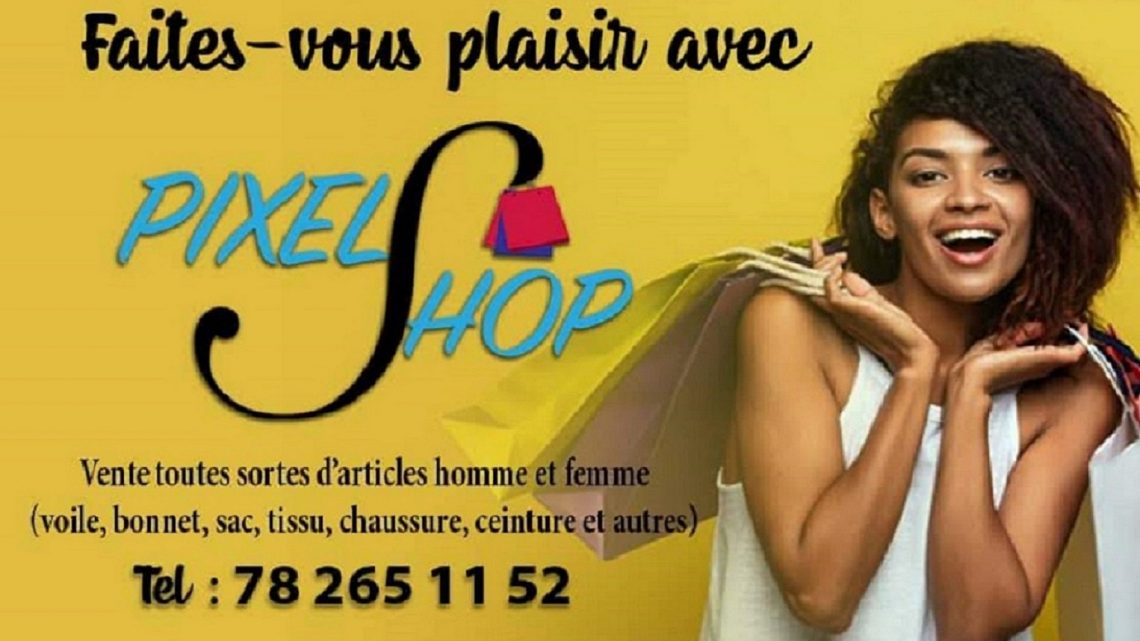 Faites-vous plaisir avec
PIXEL
SHOP
Vente toutes sortes d'articles homme et femme
(voile, bonnet, sac, tissu, chaussure, ceinture et autres)
Tel : 78 265 11 52